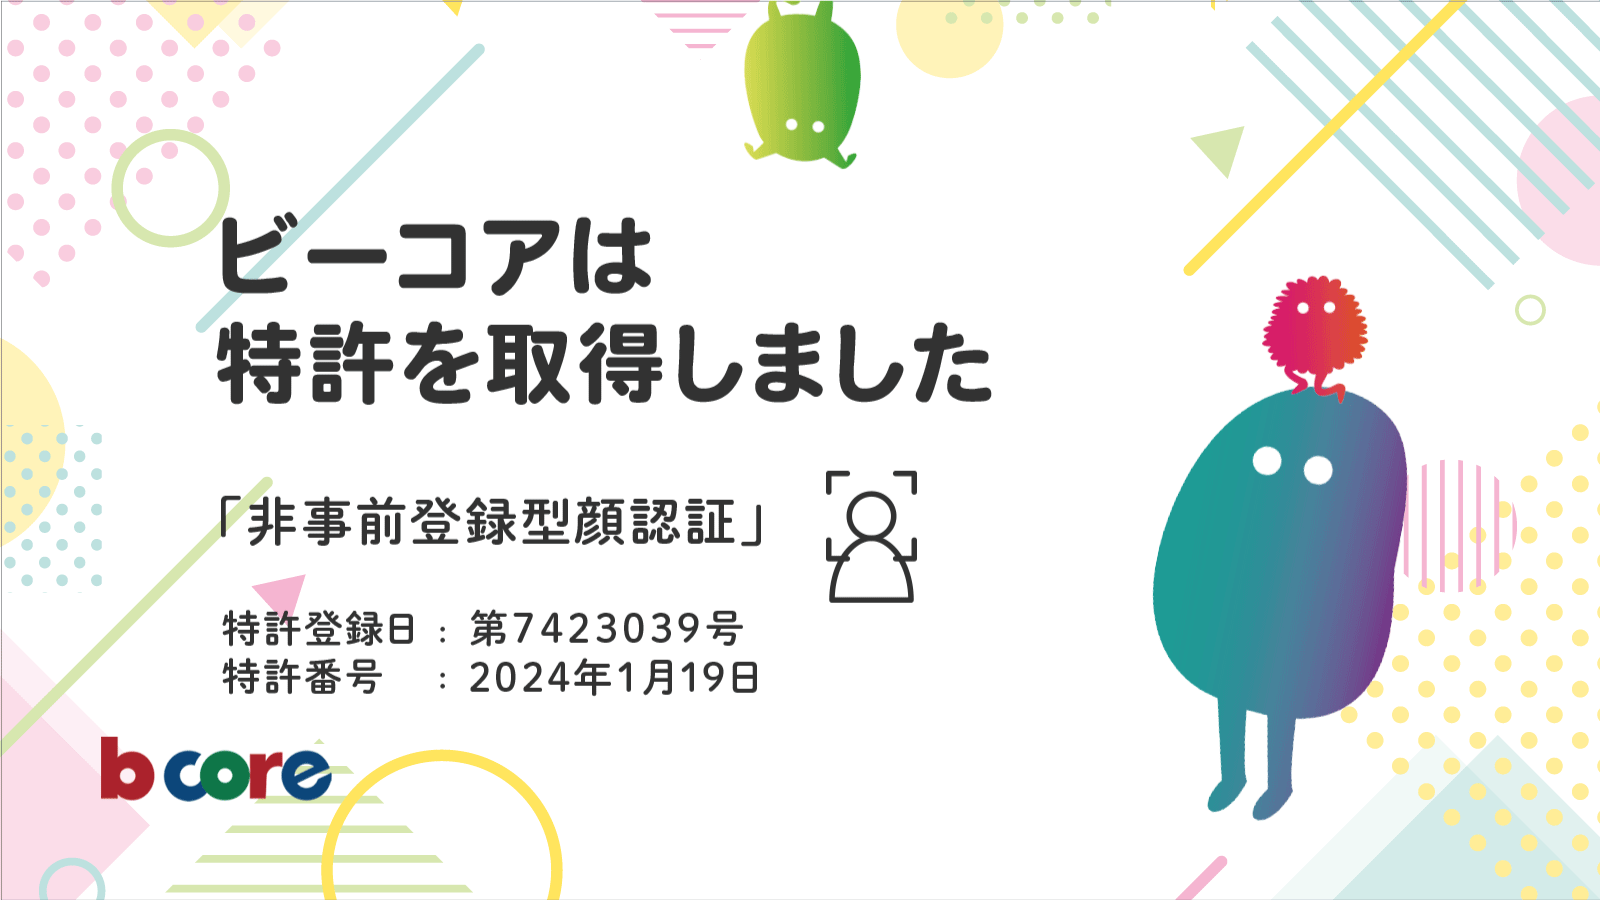 ビーコアは
特許を取得しました
「非事前登録型顔認証」
特許登録日 : 第7423039号
特許番号 : 2024年1月19日
bcore